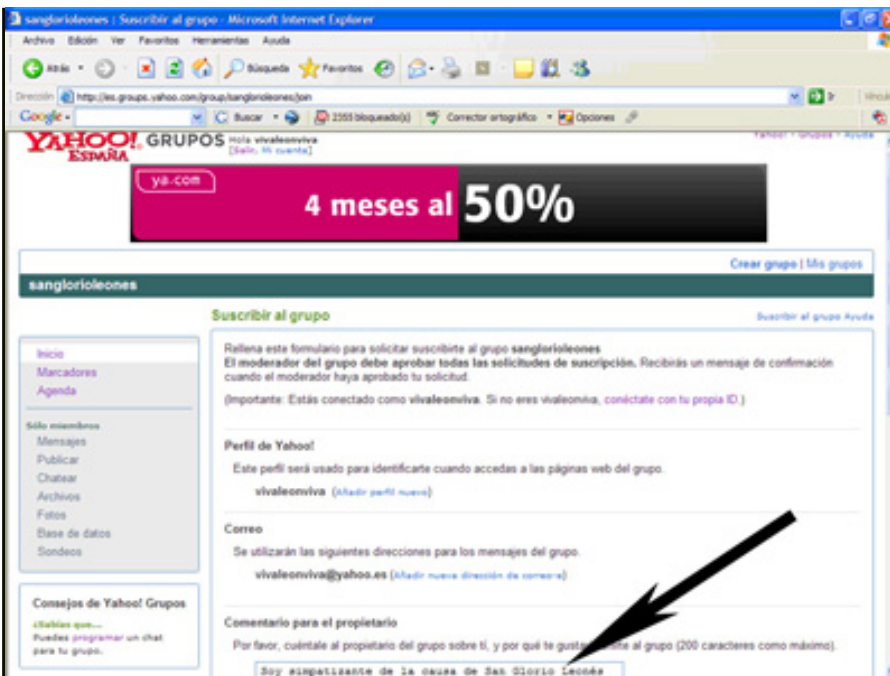 sanglorioleones : Suscribir al grupo - Microsoft Internet Explorer
Archivo Edición Ver Favoritos Herramientas Ayuda
Atrás Búsqueda Favoritos
Dirección http://es.groups.yahoo.com/group/sanglorioleones/join Ir
Google Buscar 2355 bloqueado(s) Corrector ortográfico Opciones
YAHOO! GRUPOS Hola vivaleonviva
ESPAÑA [Salir, Mi cuenta]
Yahoo! - Grupos - Ayuda
ya.com
4 meses al 50%
Crear grupo | Mis grupos
sanglorioleones
Suscribir al grupo
Suscribir al grupo Ayuda
Inicio
Marcadores
Agenda
Sólo miembros
Mensajes
Publicar
Chatear
Archivos
Fotos
Base de datos
Sondeos
Consejos de Yahoo! Grupos
¿Sabías que...
Puedes programar un chat
para tu grupo.
Rellena este formulario para solicitar suscribirte al grupo sanglorioleones
El moderador del grupo debe aprobar todas las solicitudes de suscripción. Recibirás un mensaje de confirmación
cuando el moderador haya aprobado tu solicitud.
(Importante: Estás conectado como vivaleonviva. Si no eres vivaleonviva, conéctate con tu propia ID.)
Perfil de Yahoo!
Este perfil será usado para identificarte cuando accedas a las páginas web del grupo.
vivaleonviva (Añadir perfil nuevo)
Correo
Se utilizarán las siguientes direcciones para los mensajes del grupo.
vivaleonviva@yahoo.es (Añadir nueva dirección de correo-e)
Comentario para el propietario
Por favor, cuéntale al propietario del grupo sobre tí, y por qué te al grupo (200 caracteres como máximo).
Soy simpatizante de la causa de San Glorio Leonés